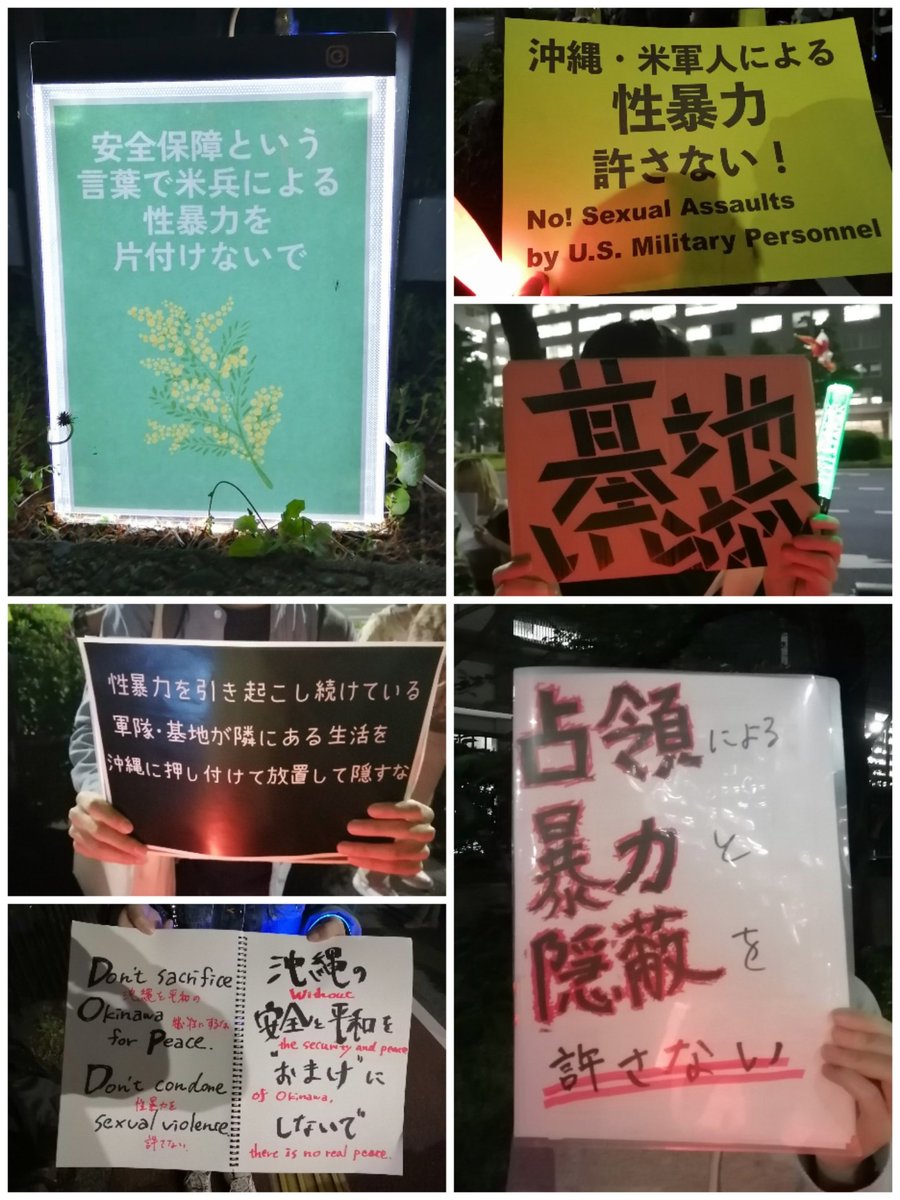 安全保障という
言葉で米兵による
性暴力を
片付けないで
沖縄・米軍人による
性暴力
許さない！
No! Sexual Assaults
by U.S. Military Personnel
基地
いらない
性暴力を引き起こし続けている
軍隊・基地が隣にある生活を
沖縄に押し付けて放置して隠すな
占領による
暴力と
隠蔽を
許さない
Don't sacrifice
沖縄を平和の
Okinawa 犠牲にするな
for Peace.
Don't condone
性暴力を
sexual violence
許さない
沖縄の
Without
安全と平和を
the security and peace
"おまけ"に
of Okinawa,
しないで
there is no real peace.